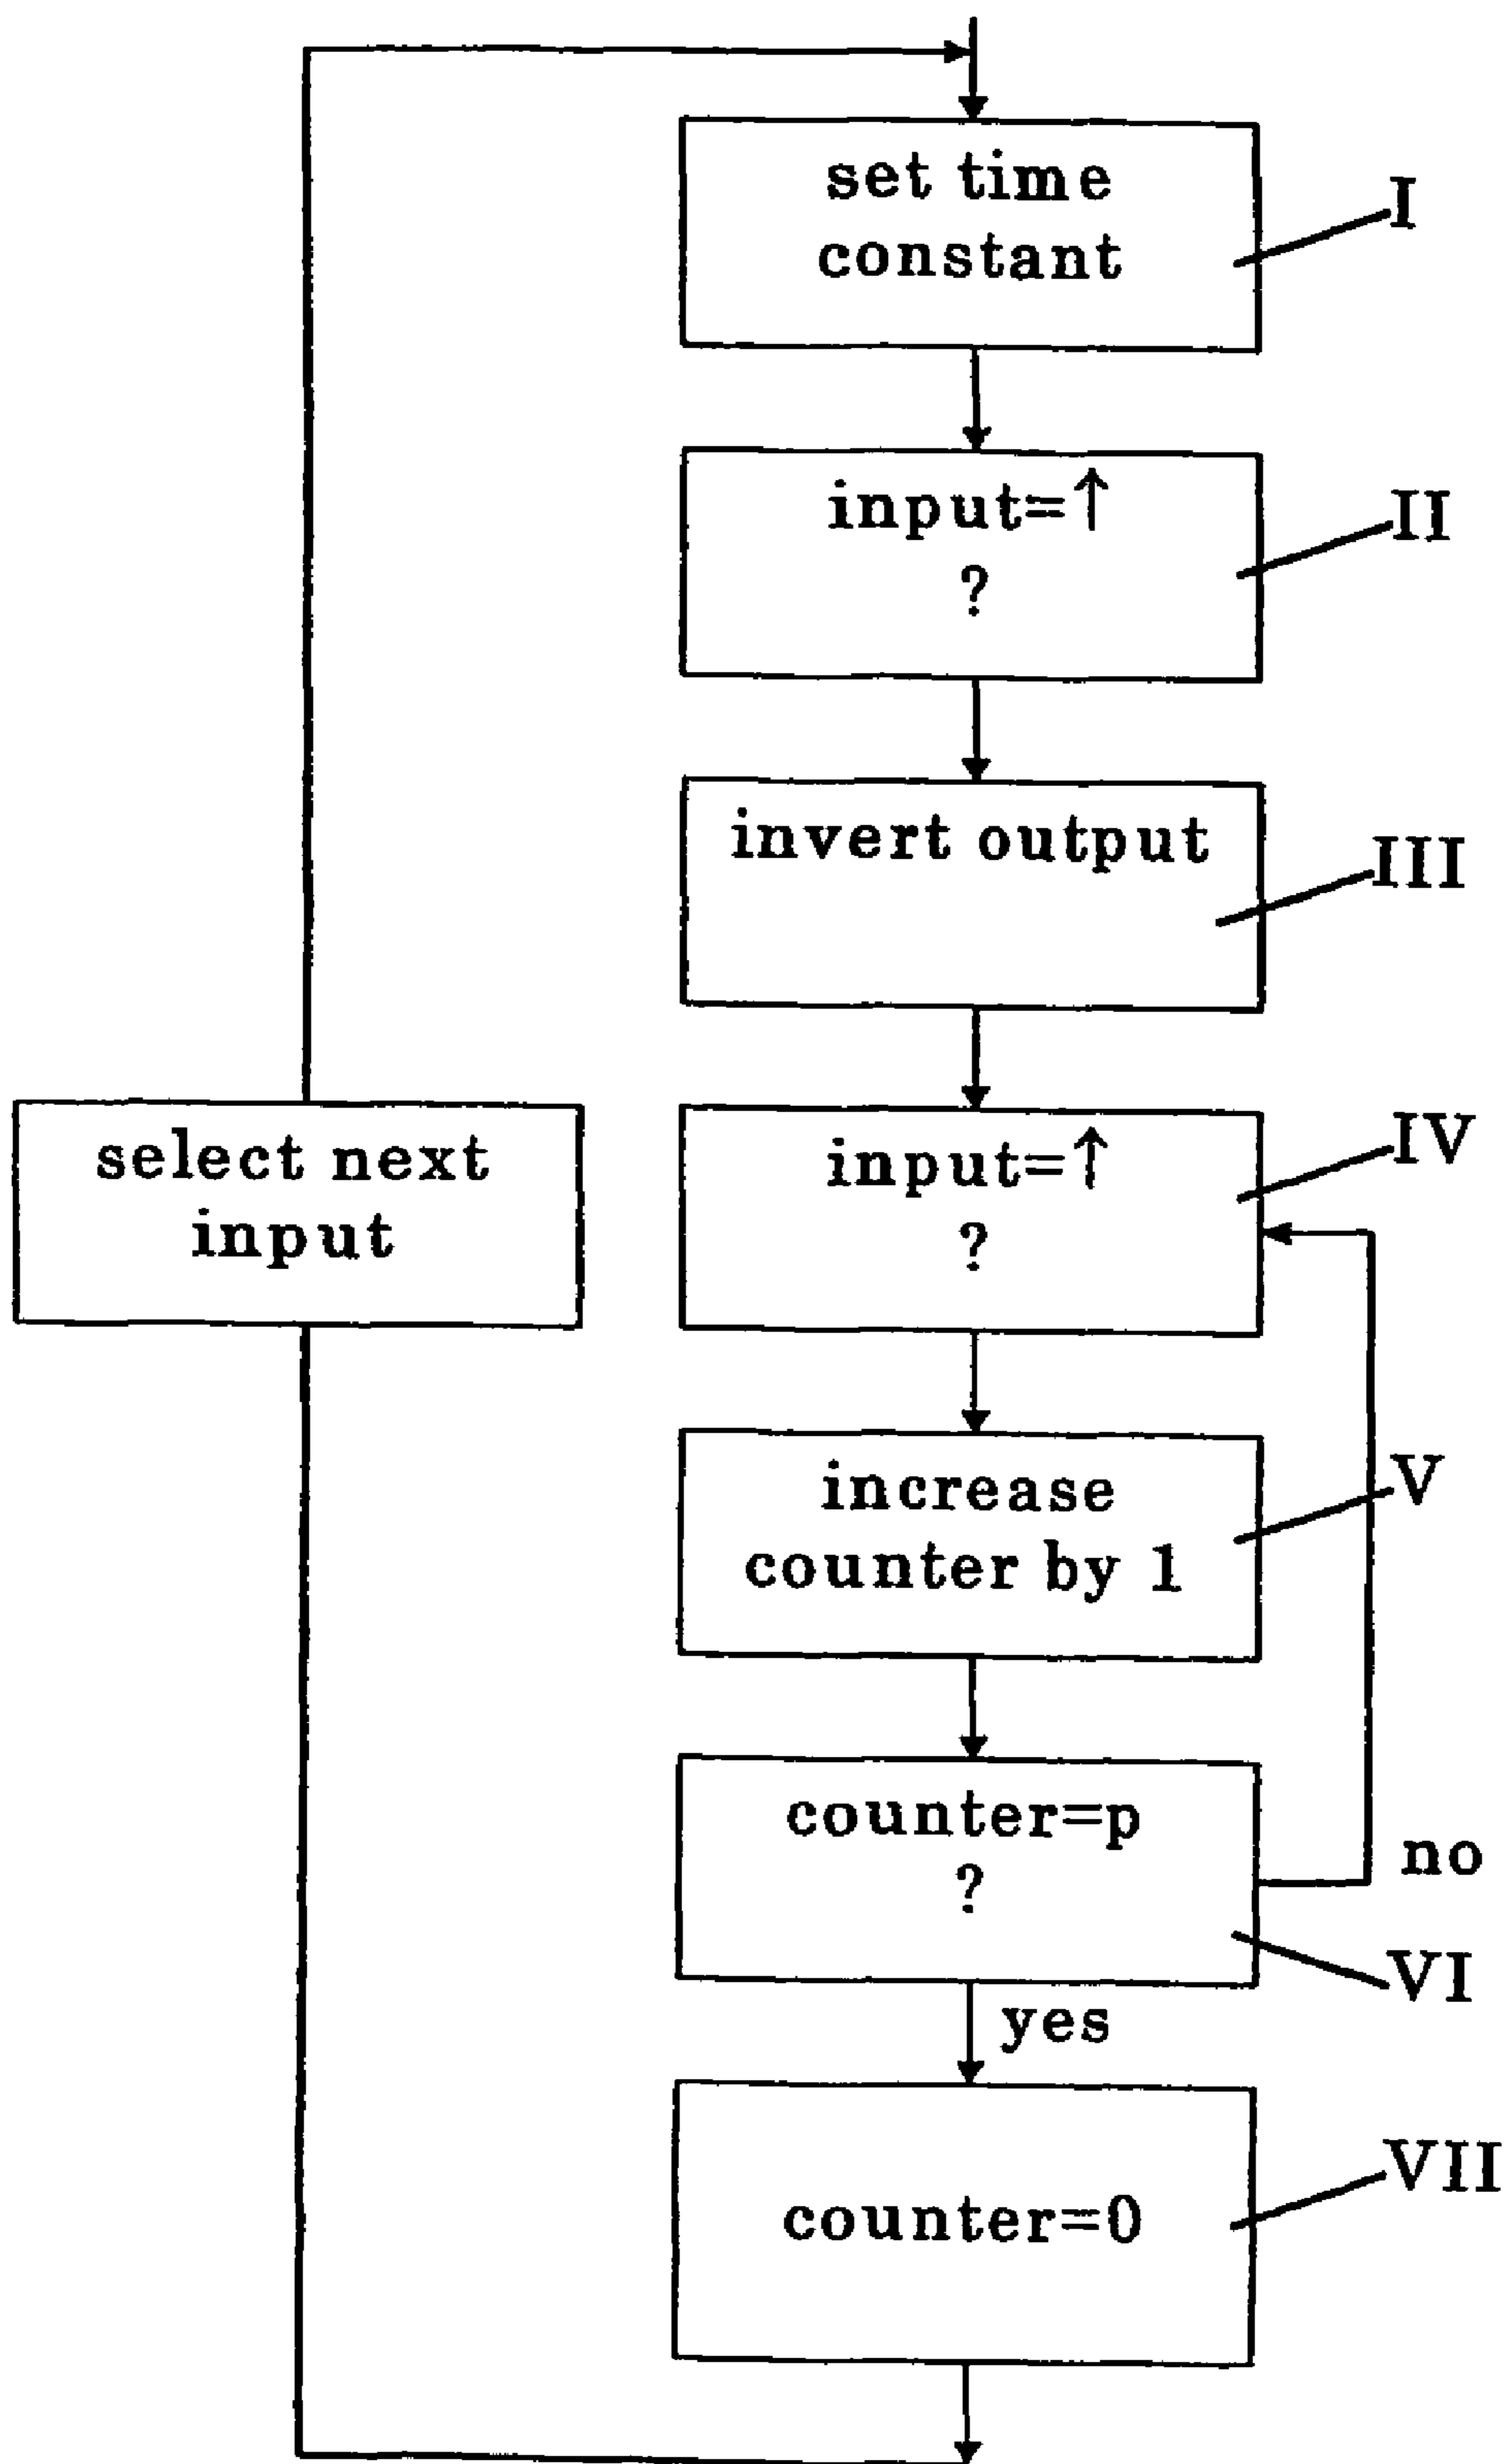 set time
constant
I
input=↑
?
II
invert output
III
select next
input
input=↑
?
IV
increase
counter by 1
V
counter=p
?
no
VI
yes
counter=0
VII